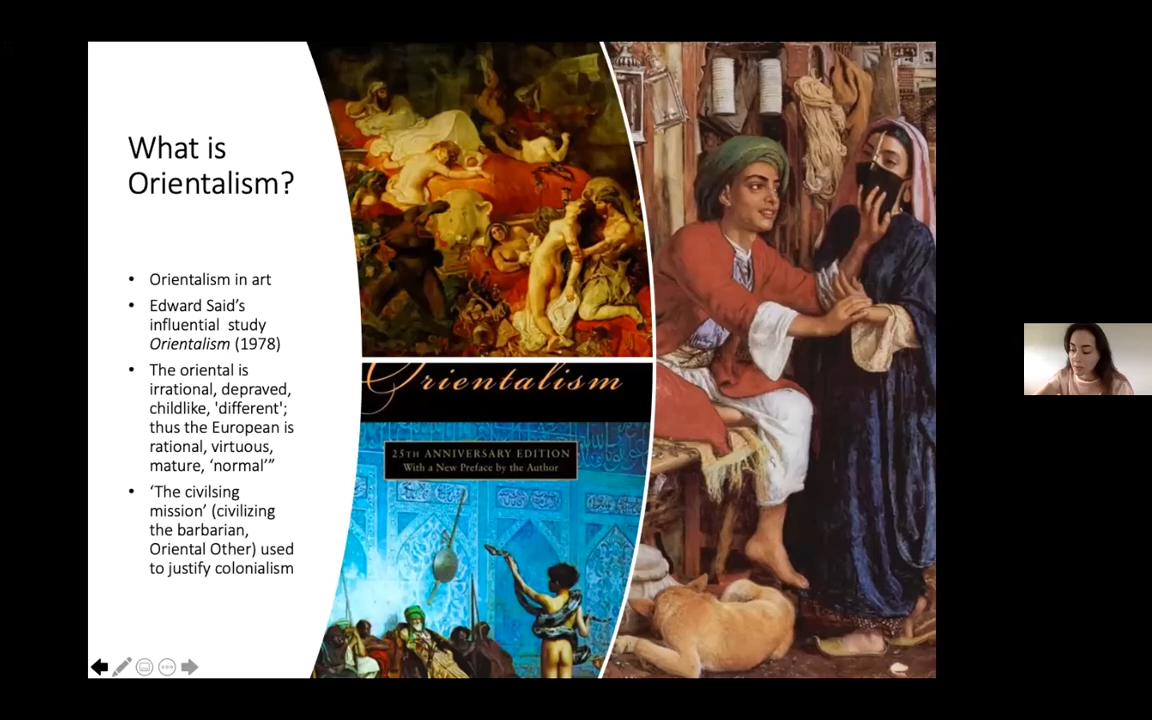 What is
Orientalism?
• Orientalism in art
• Edward Said's
influential  study
Orientalism (1978)
• The oriental is
irrational, depraved,
childlike, 'different';
thus the European is
rational, virtuous,
mature, ‘normal’”
• ‘The civilsing
mission’ (civilizing
the barbarian,
Oriental Other) used
to justify colonialism
Orientalism
25TH ANNIVERSARY EDITION
With a New Preface by the Author